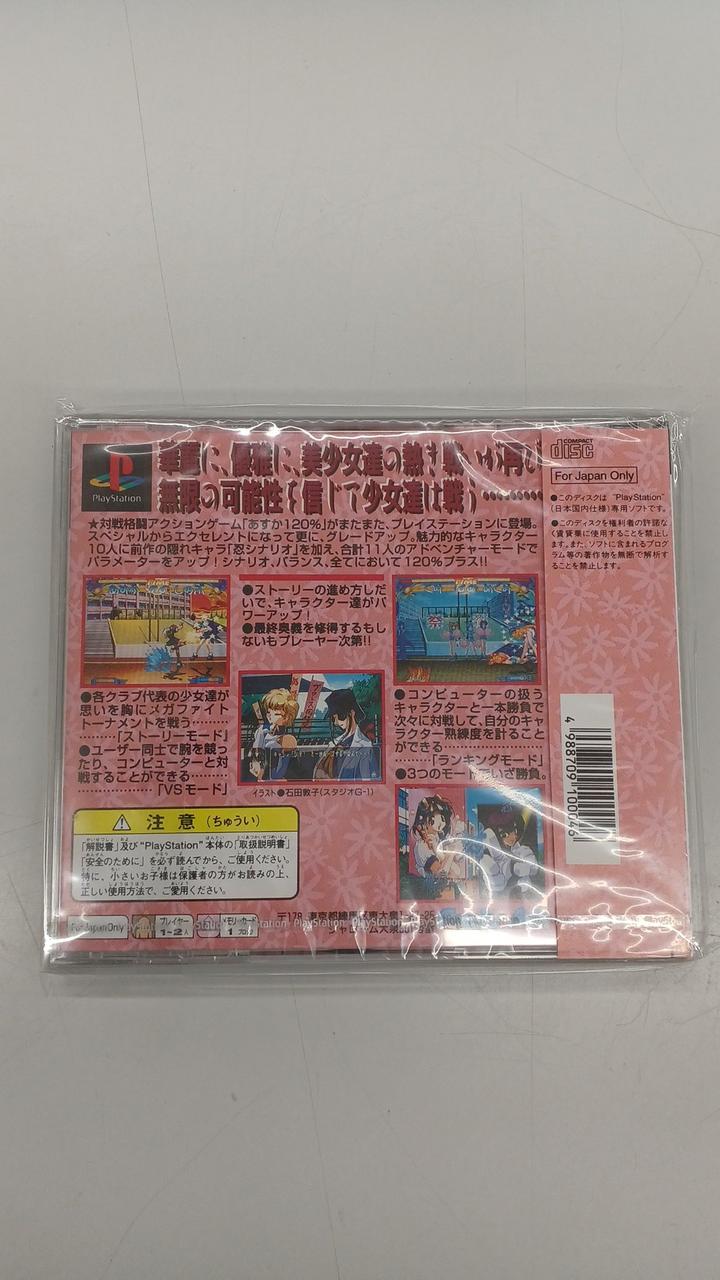 華麗に、優雅に、美少女達の熱き戦いが再び
無限の可能性を信じて少女達は戦う………
PlayStation
★対戦格闘アクションゲーム「あすか120%」がまたまた、プレイステーションに登場。
スペシャルからエクセレントになって更に、グレードアップ。魅力的なキャラクター
10人に前作の隠れキャラ「忍シナリオ」を加え、合計11人のアドベンチャーモードで
パラメーターをアップ!シナリオ、バランス、全てにおいて120%プラス!!
●ストーリーの進め方しだ
いで、キャラクター達がパ
ワーアップ!
●最終奥義を修得するもし
ないもプレーヤー次第!!
●各クラブ代表の少女達が
思いを胸にメガファイト
トーナメントを戦う………
………「ストーリーモード」
●ユーザー同士で腕を競っ
たり、コンピューターと対
戦することができる………
………………「VSモード」
イラスト●石田敦子(スタジオG-1)
●コンピューターの扱う
キャラクターと一本勝負で
次々に対戦して、自分のキャ
ラクター熟練度を計ること
ができる………
………「ランキングモード」
●3つのモードでいざ勝負。
注意(ちゅうい)
「解説書」及び"PlayStation"本体の「取扱説明書」
「安全のために」を必ず読んでから、ご使用ください。
特に、小さいお子様は保護者の方がお読みの上、
正しい使用方法で、ご愛用ください。
For Japan Only
プレイヤー
1~2人
メモリーカード
1ブロック
〒178 東京都練馬区東大泉
COMPACT
disc
For Japan Only
●このディスクは "PlayStation"
(日本国内仕様)専用ソフトです。
●このディスクを権利者の許諾な
く賃貸業に使用することを禁止し
ます。また、ソフトに含まれるプログ
ラム等の著作物を無断で解析す
ることを禁止します。
4 988709 100046